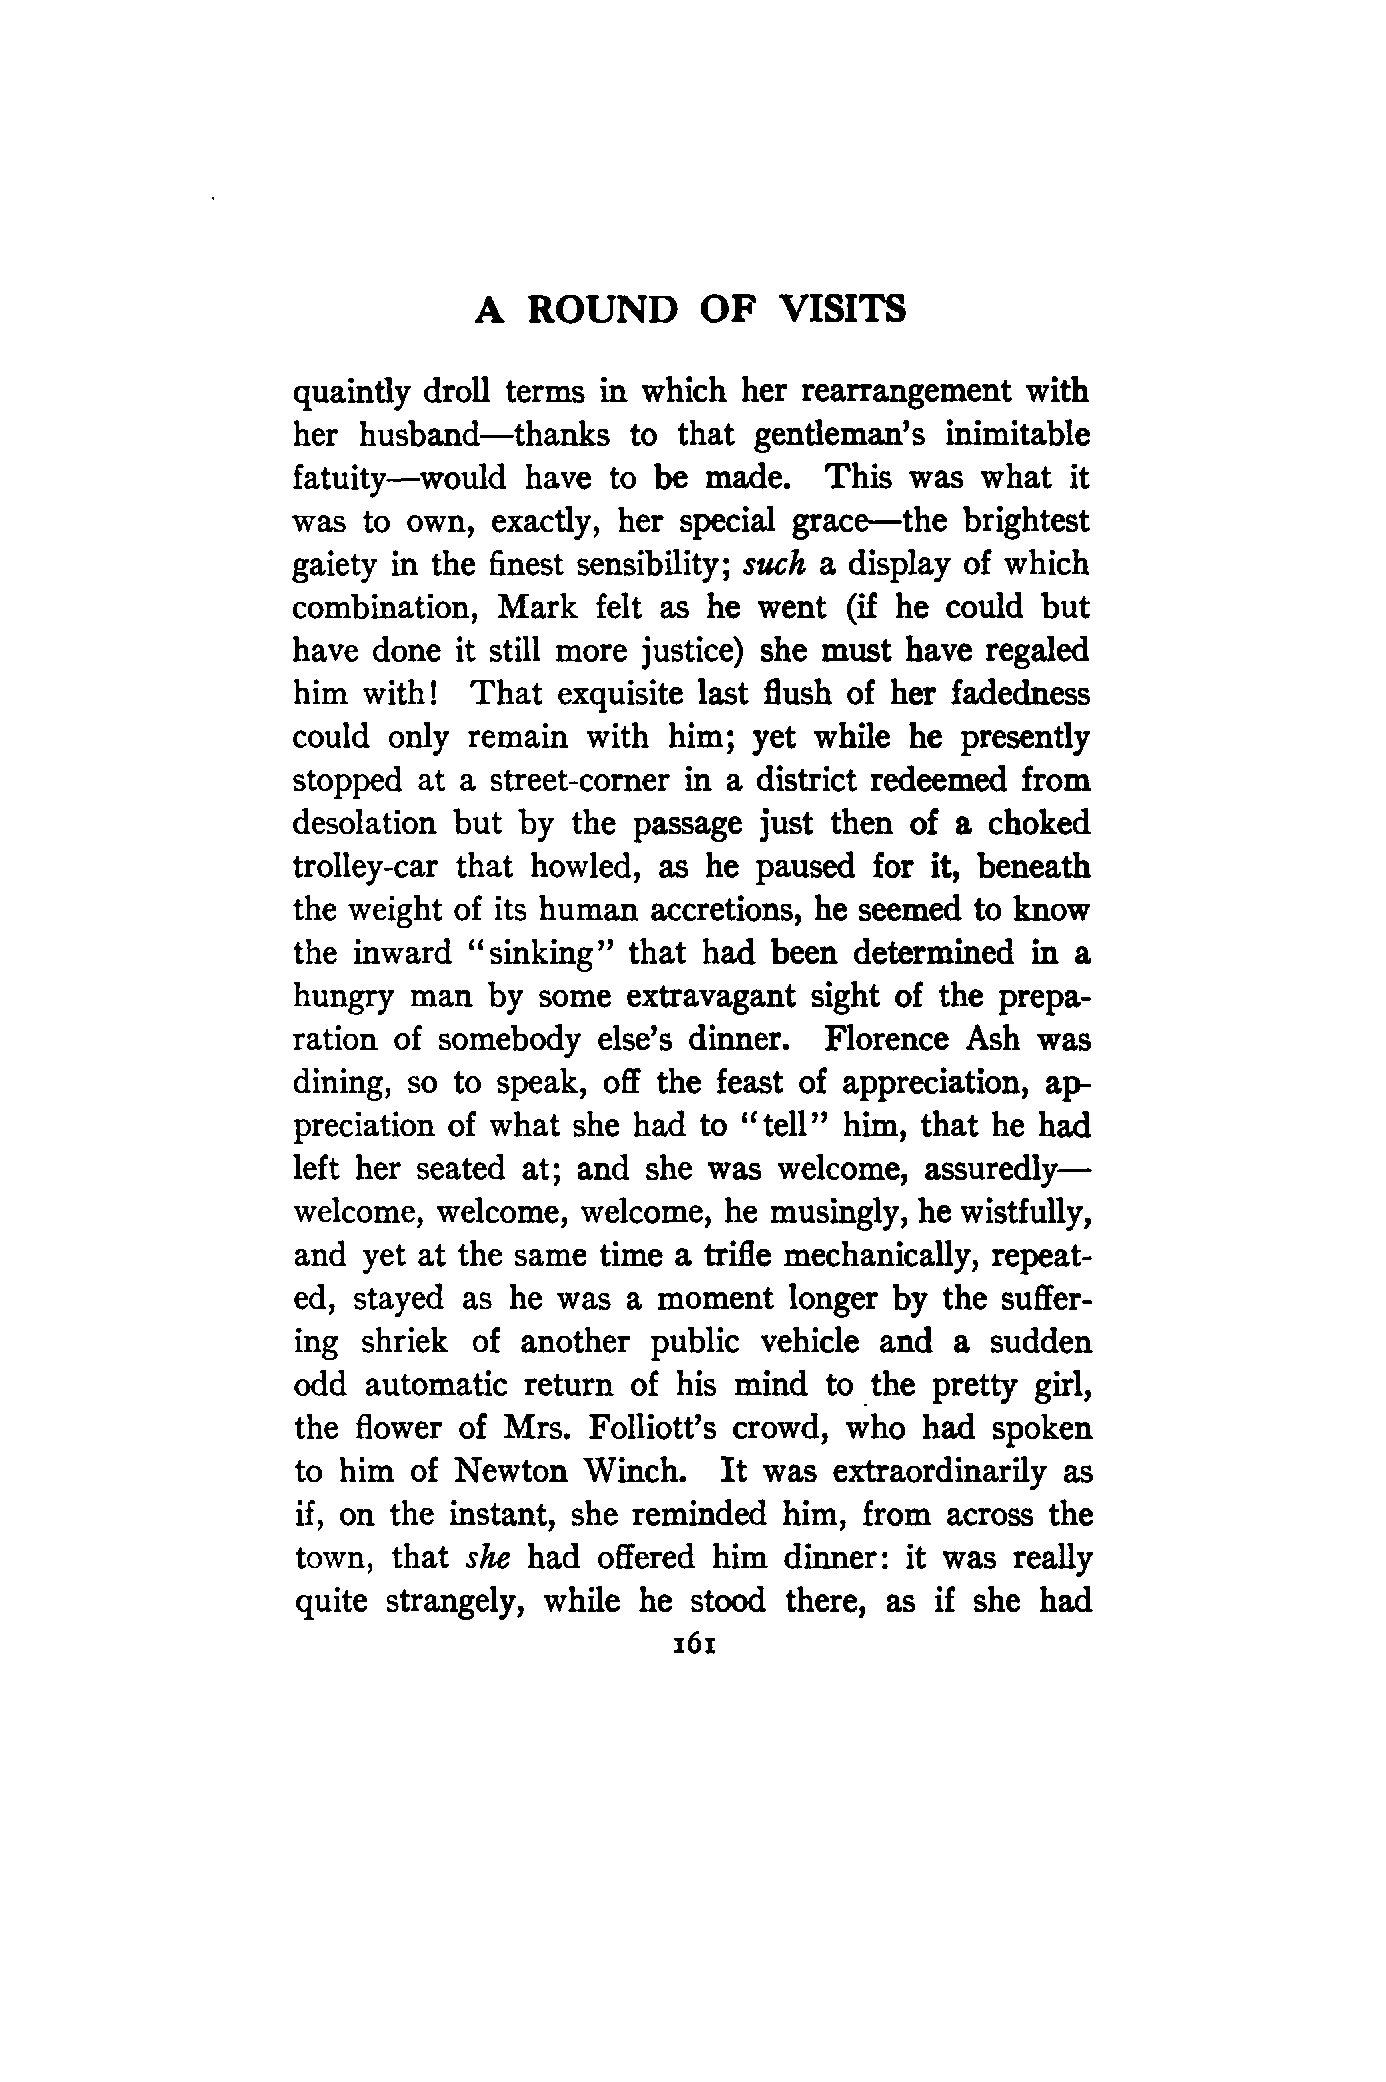 A ROUND OF VISITS
quaintly droll terms in which her rearrangement with
her husband—thanks to that gentleman's inimitable
fatuity—would have to be made. This was what it
was to own, exactly, her special grace—the brightest
gaiety in the finest sensibility; such a display of which
combination, Mark felt as he went (if he could but
have done it still more justice) she must have regaled
him with! That exquisite last flush of her fadedness
could only remain with him; yet while he presently
stopped at a street-corner in a district redeemed from
desolation but by the passage just then of a choked
trolley-car that howled, as he paused for it, beneath
the weight of its human accretions, he seemed to know
the inward "sinking" that had been determined in a
hungry man by some extravagant sight of the prepa-
ration of somebody else's dinner. Florence Ash was
dining, so to speak, off the feast of appreciation, ap-
preciation of what she had to "tell" him, that he had
left her seated at; and she was welcome, assuredly—
welcome, welcome, welcome, he musingly, he wistfully,
and yet at the same time a trifle mechanically, repeat-
ed, stayed as he was a moment longer by the suffer-
ing shriek of another public vehicle and a sudden
odd automatic return of his mind to the pretty girl,
the flower of Mrs. Folliott's crowd, who had spoken
to him of Newton Winch. It was extraordinarily as
if, on the instant, she reminded him, from across the
town, that she had offered him dinner: it was really
quite strangely, while he stood there, as if she had
161